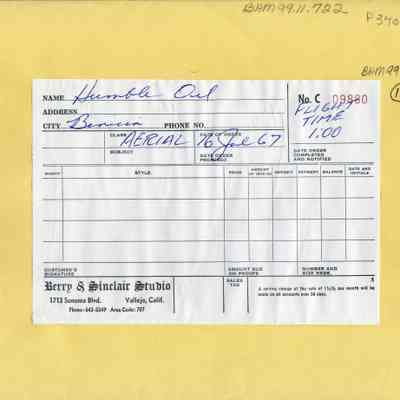 BHM99.11.722
P340
BHM99
NAME Humble Oil
No. C 09880
ADDRESS
FLIGHT TIME 1:00
CITY Benicia PHONE NO.
CLASS AERIAL DATE OF ORDER 16 Jul 67
SUBJECT DATE ORDER PROMISED DATE ORDER COMPLETED AND NOTIFIED
STYLE PRICE DEPOSIT PAYMENT BALANCE DATE AND INITIALS
CUSTOMER'S SIGNATURE AMOUNT DUE ON PROOFS NUMBER AND SIZE NEGS.
Berry & Sinclair Studio
SALES TAX
1713 Sonoma Blvd. Vallejo, Calif.
Phone: 643-5349 Area Code: 707
A carrying charge at the rate of 1½% per month will be made on all accounts over 30 days.